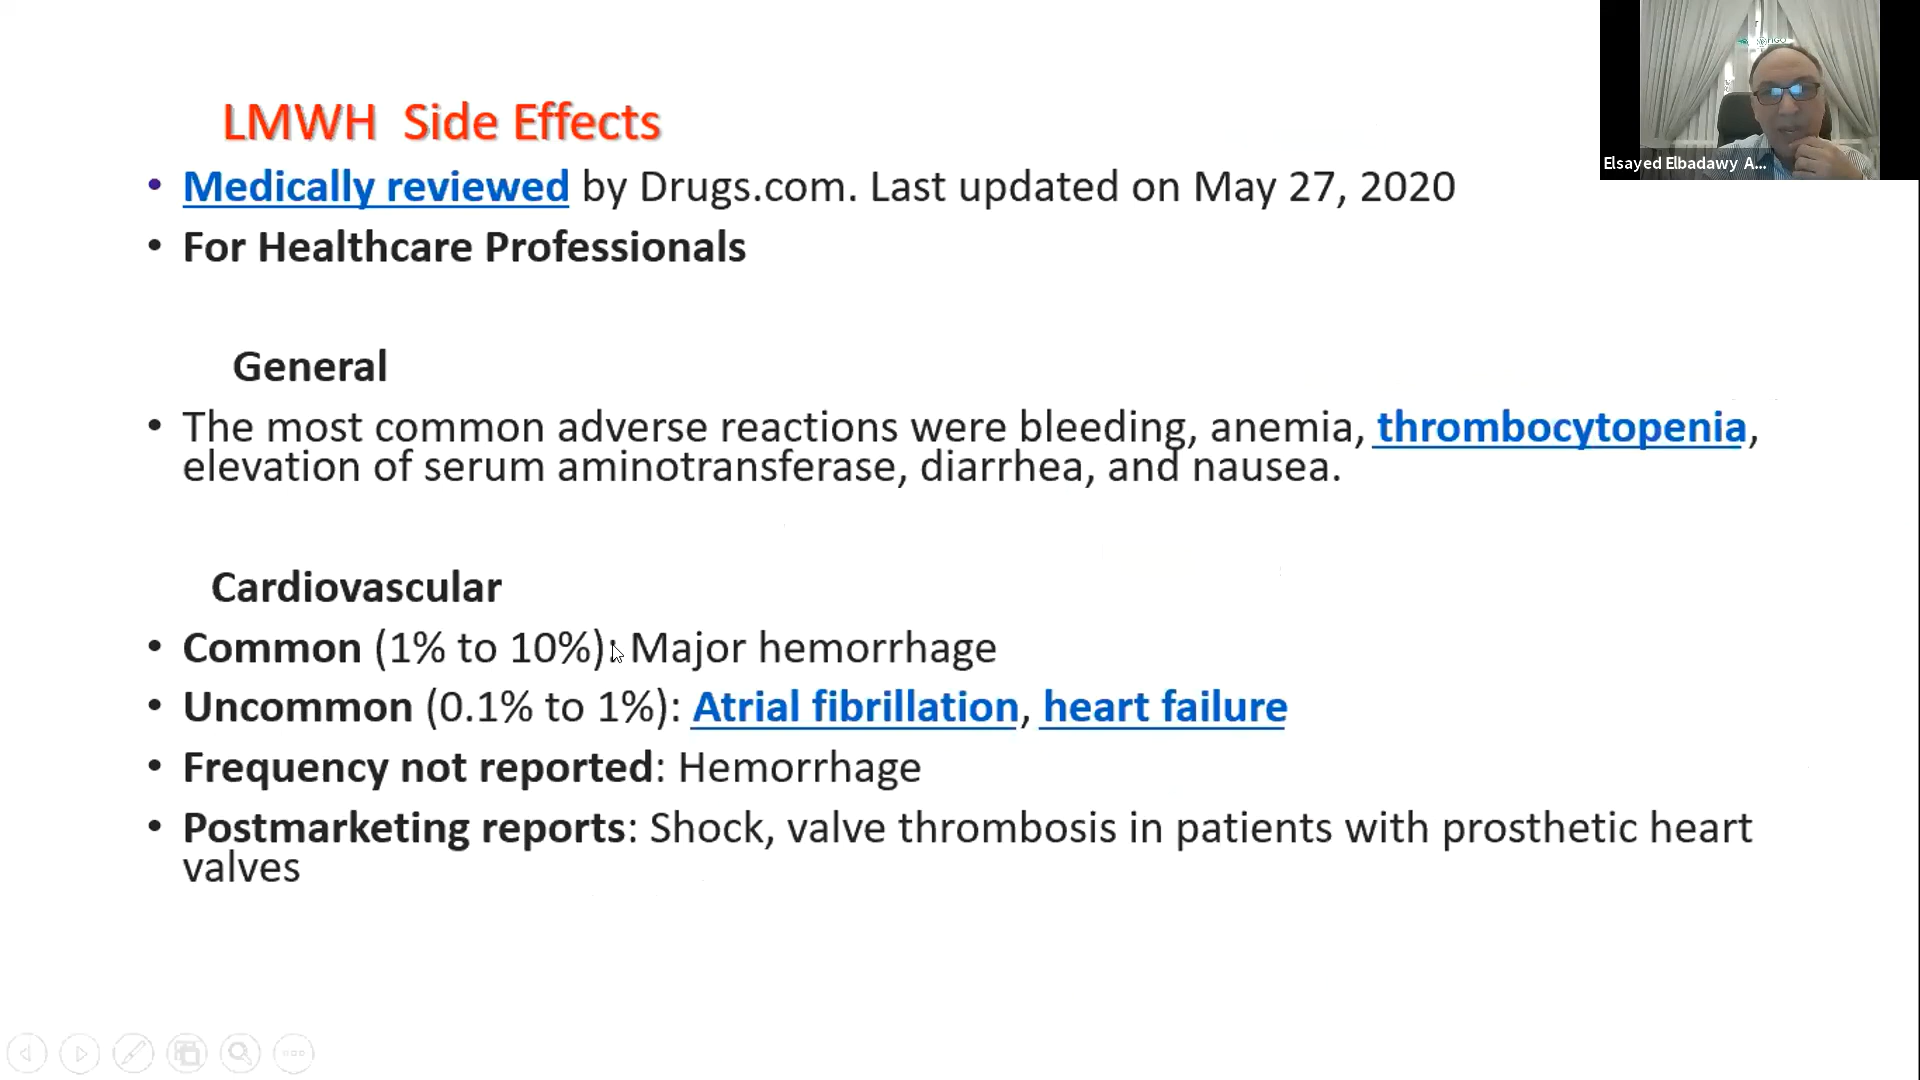 LMWH Side Effects
• Medically reviewed by Drugs.com. Last updated on May 27, 2020
• For Healthcare Professionals
General
• The most common adverse reactions were bleeding, anemia, thrombocytopenia,
elevation of serum aminotransferase, diarrhea, and nausea.
Cardiovascular
• Common (1% to 10%): Major hemorrhage
• Uncommon (0.1% to 1%): Atrial fibrillation, heart failure
• Frequency not reported: Hemorrhage
• Postmarketing reports: Shock, valve thrombosis in patients with prosthetic heart
valves
Elsayed Elbadawy A...